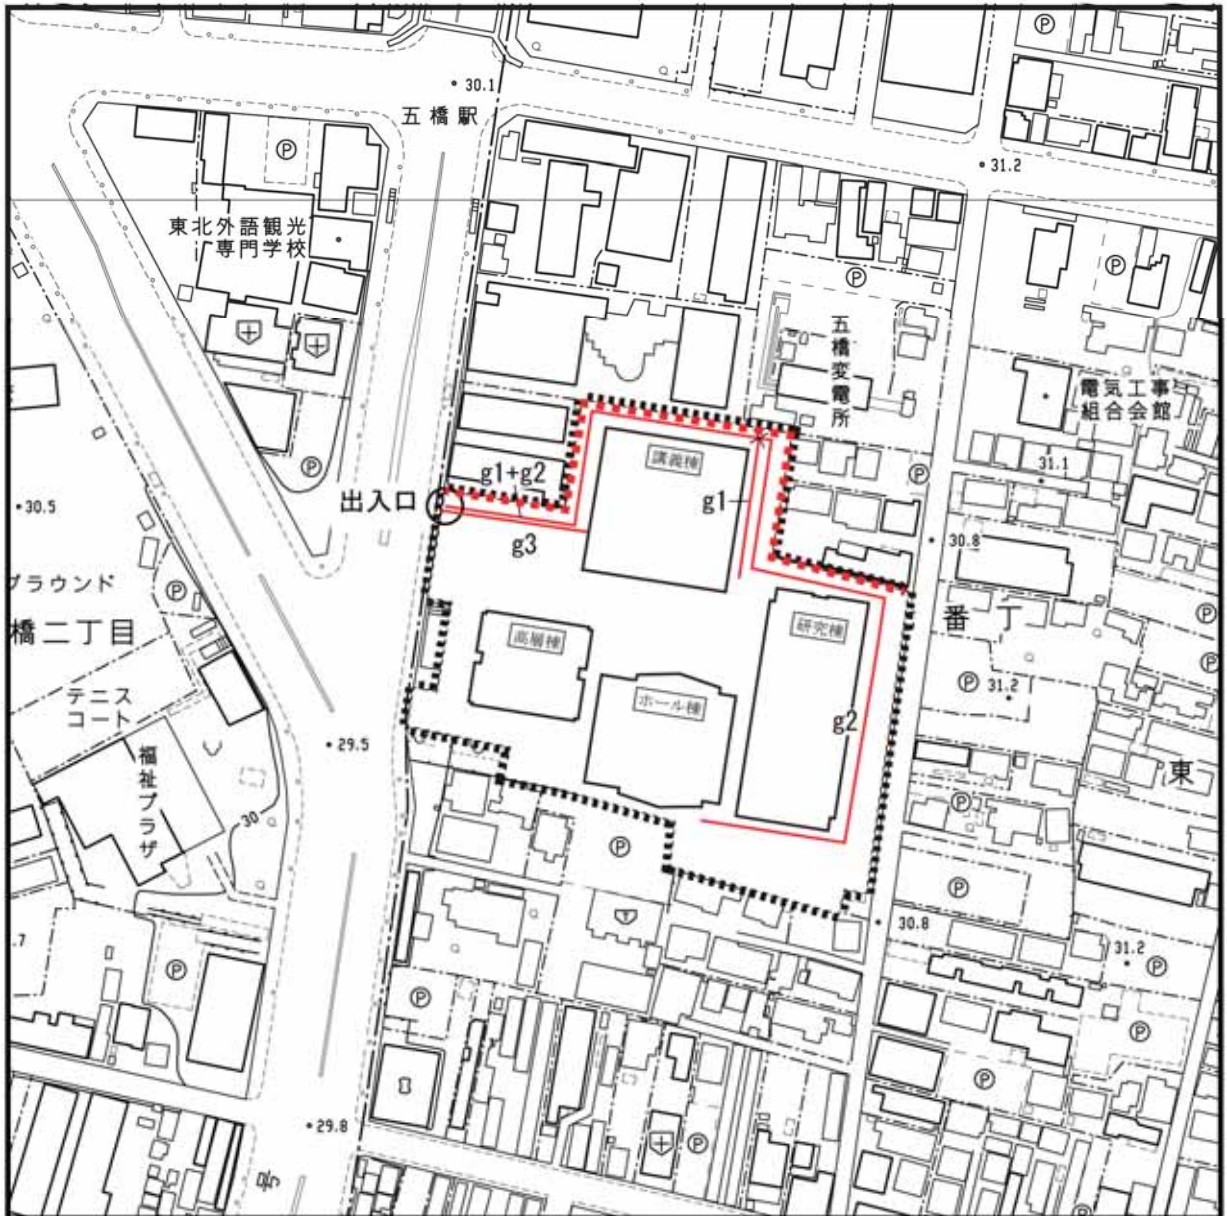 30.1
五橋駅
31.2
東北外語観光
専門学校
五橋変電所
電気工事
組合会館
講義棟
31.1
g1+g2
g1
出入口
30.5
g3
30.8
グラウンド
橋二丁目
番丁
高層棟
研究棟
テニス
コート
31.2
ホール棟
g2
29.5
福祉プラザ
東
30
30.8
31.2
.7
29.8